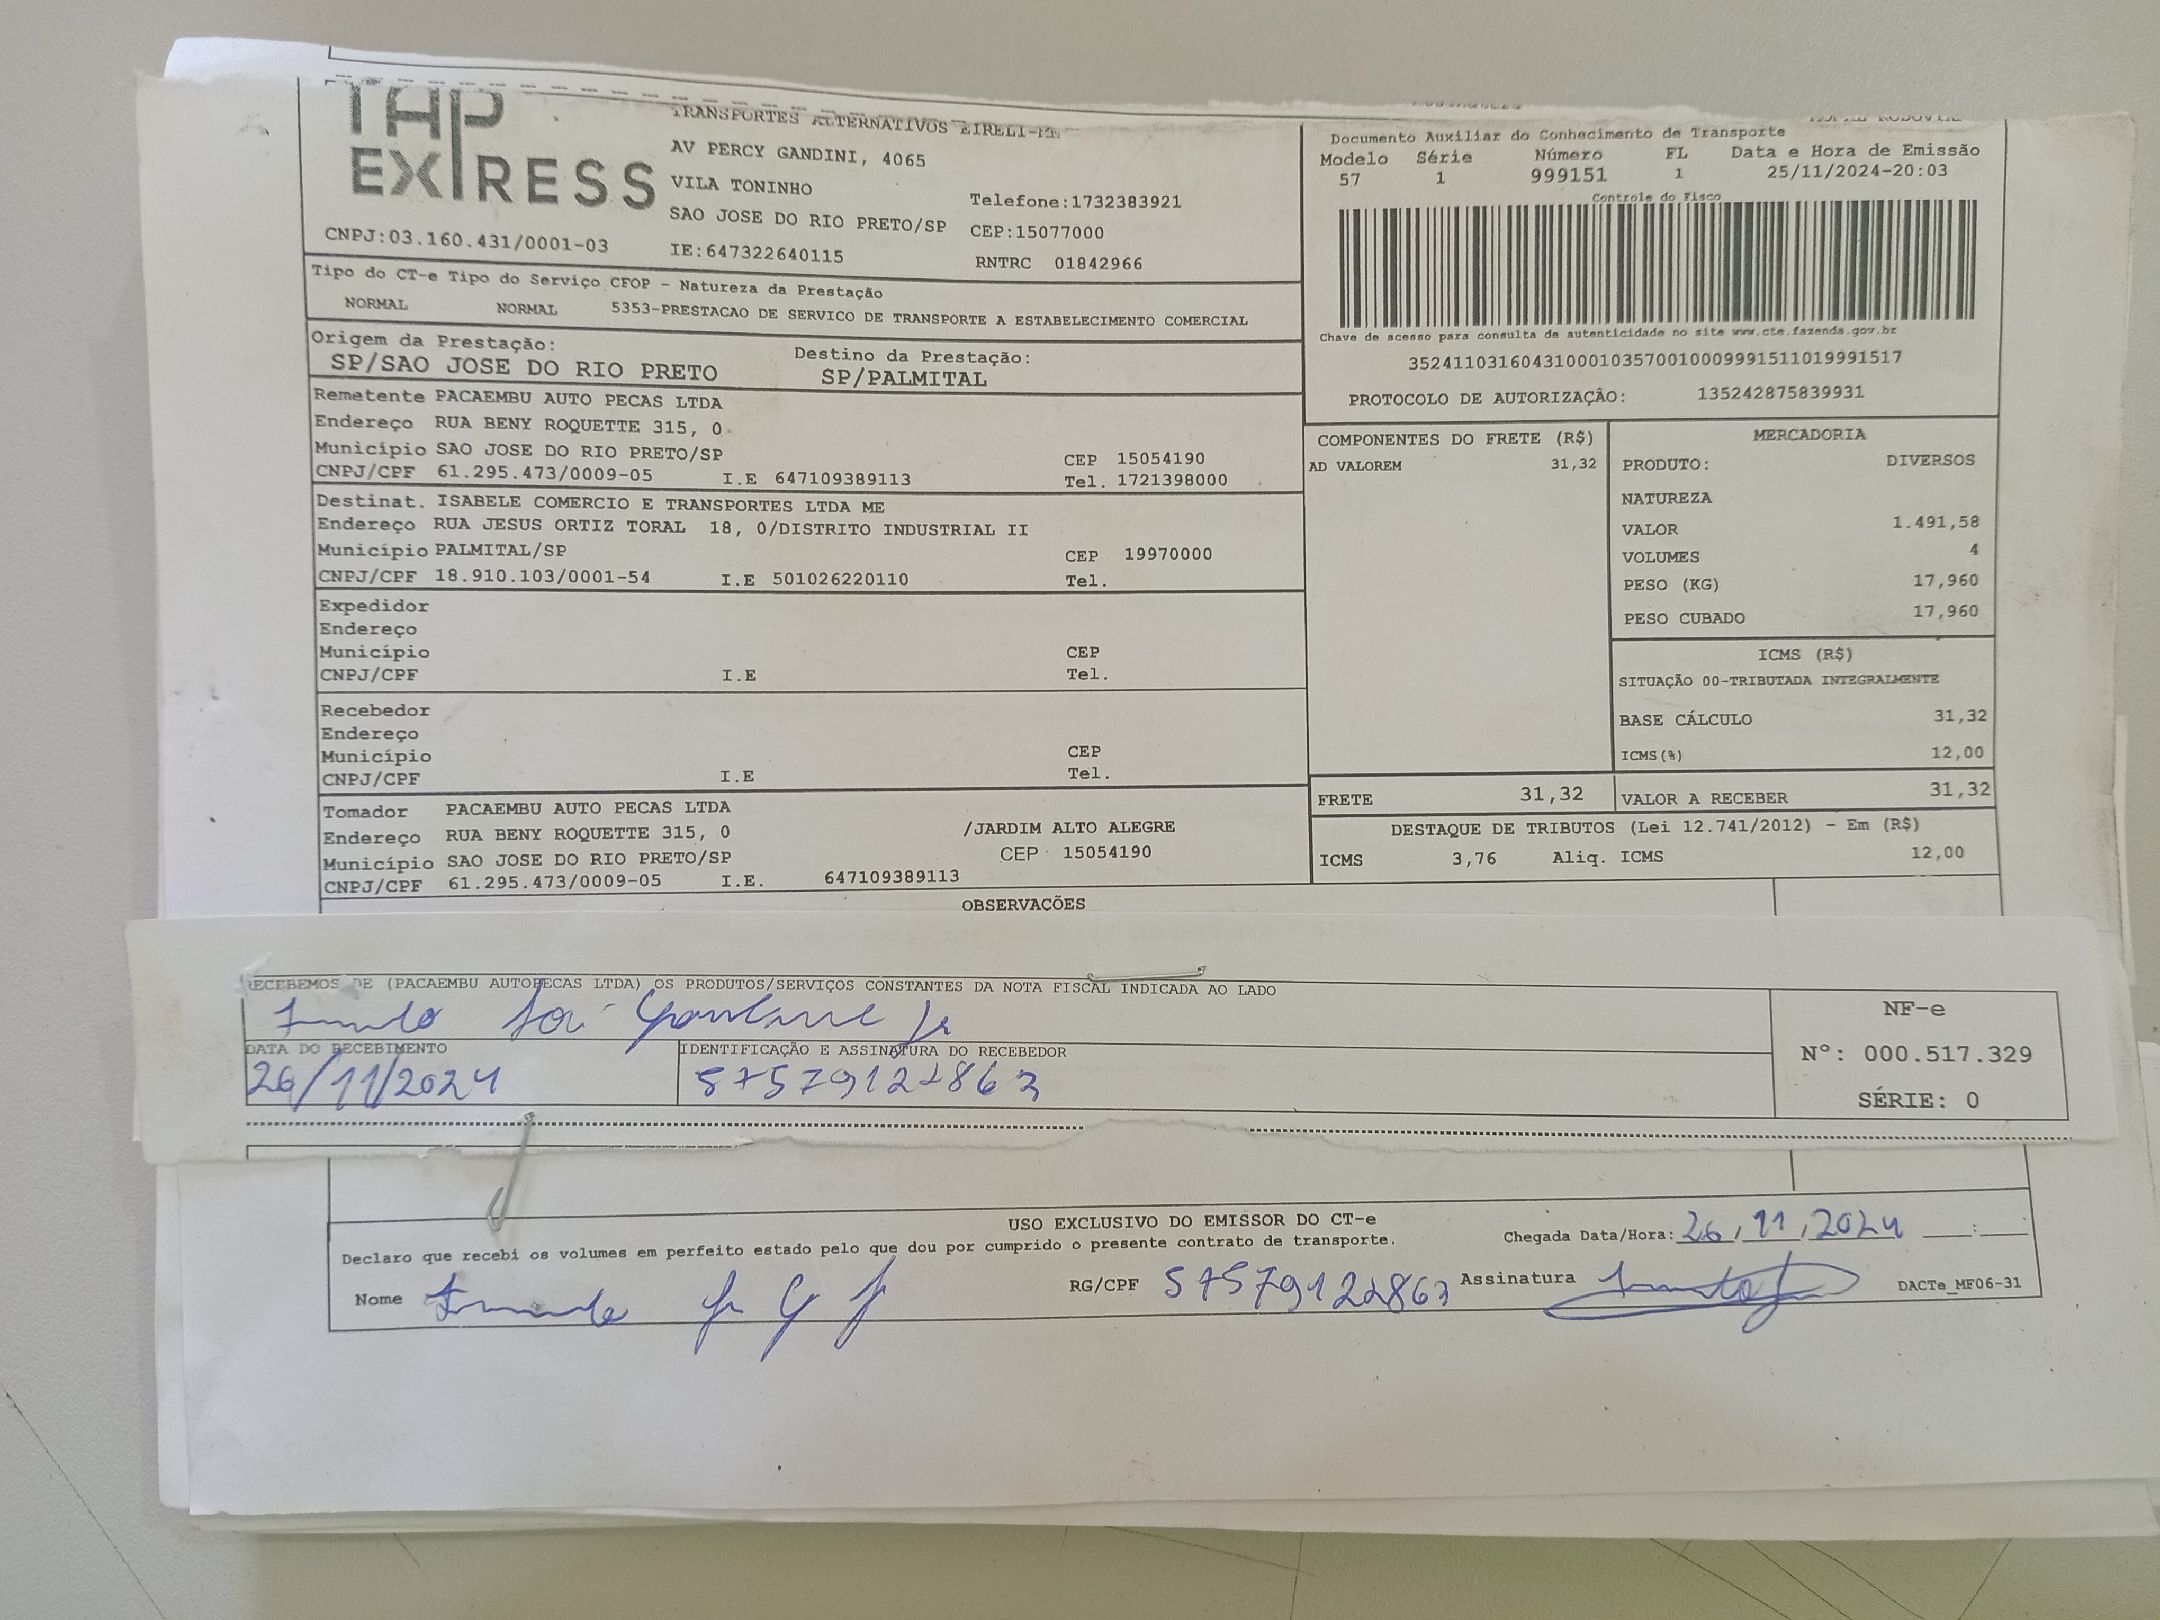 TAP
EXPRESS
TRANSPORTES ALTERNATIVOS EIRELI-ME
AV PERCY GANDINI, 4065
VILA TONINHO
SAO JOSE DO RIO PRETO/SP
Telefone:1732383921
CEP:15077000
CNPJ:03.160.431/0001-03
IE:647322640115
RNTRC 01842966
Documento Auxiliar do Conhecimento de Transporte
Modelo Série Número FL Data e Hora de Emissão
57 1 999151 1 25/11/2024-20:03
Controle do Fisco
Chave de acesso para consulta de autenticidade no site www.cte.fazenda.gov.br
35241103160431000103570010009991511019991517
PROTOCOLO DE AUTORIZAÇÃO: 135242875839931
Tipo do CT-e Tipo do Serviço CFOP - Natureza da Prestação
NORMAL NORMAL 5353-PRESTACAO DE SERVICO DE TRANSPORTE A ESTABELECIMENTO COMERCIAL
Origem da Prestação: Destino da Prestação:
SP/SAO JOSE DO RIO PRETO SP/PALMITAL
Remetente PACAEMBU AUTO PECAS LTDA
Endereço RUA BENY ROQUETTE 315, 0
Município SAO JOSE DO RIO PRETO/SP CEP 15054190
CNPJ/CPF 61.295.473/0009-05 I.E 647109389113 Tel. 1721398000
Destinat. ISABELE COMERCIO E TRANSPORTES LTDA ME
Endereço RUA JESUS ORTIZ TORAL 18, 0/DISTRITO INDUSTRIAL II
Município PALMITAL/SP CEP 19970000
CNPJ/CPF 18.910.103/0001-54 I.E 501026220110 Tel.
Expedidor
Endereço
Município CEP
CNPJ/CPF I.E Tel.
Recebedor
Endereço
Município CEP
CNPJ/CPF I.E Tel.
Tomador PACAEMBU AUTO PECAS LTDA
Endereço RUA BENY ROQUETTE 315, 0 /JARDIM ALTO ALEGRE
Município SAO JOSE DO RIO PRETO/SP CEP 15054190
CNPJ/CPF 61.295.473/0009-05 I.E. 647109389113
COMPONENTES DO FRETE (R$)
AD VALOREM 31,32
MERCADORIA
PRODUTO: DIVERSOS
NATUREZA
VALOR 1.491,58
VOLUMES 4
PESO (KG) 17,960
PESO CUBADO 17,960
ICMS (R$)
SITUAÇÃO 00-TRIBUTADA INTEGRALMENTE
BASE CÁLCULO 31,32
ICMS(%) 12,00
FRETE 31,32 VALOR A RECEBER 31,32
DESTAQUE DE TRIBUTOS (Lei 12.741/2012) - Em (R$)
ICMS 3,76 Aliq. ICMS 12,00
OBSERVAÇÕES
RECEBEMOS DE (PACAEMBU AUTOPECAS LTDA) OS PRODUTOS/SERVIÇOS CONSTANTES DA NOTA FISCAL INDICADA AO LADO
DATA DO RECEBIMENTO IDENTIFICAÇÃO E ASSINATURA DO RECEBEDOR
26/11/2024 57579122863
NF-e
Nº: 000.517.329
SÉRIE: 0
USO EXCLUSIVO DO EMISSOR DO CT-e
Declaro que recebi os volumes em perfeito estado pelo que dou por cumprido o presente contrato de transporte.
Chegada Data/Hora: 26/11/2024 :
Nome RG/CPF 57579122863 Assinatura
DACTe_MF06-31